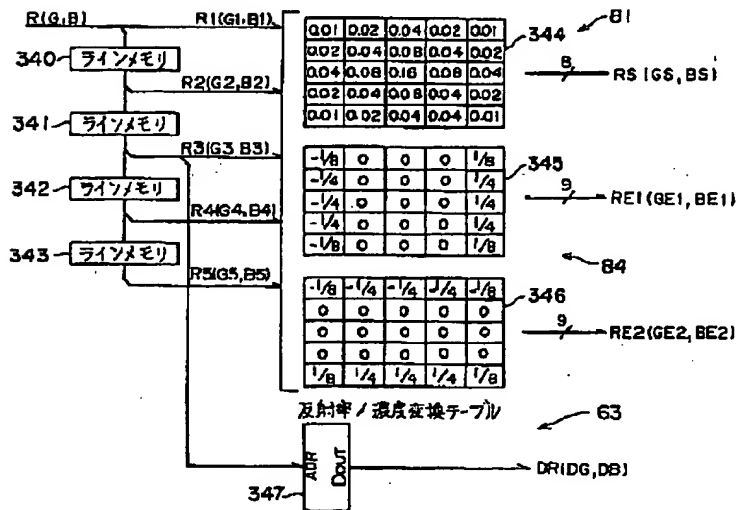 R(G,B)
R1(G1,B1)
340
ラインメモリ
R2(G2,B2)
341
ラインメモリ
R3(G3,B3)
342
ラインメモリ
R4(G4,B4)
343
ラインメモリ
R5(G5,B5)
0.01 0.02 0.04 0.02 0.01
0.02 0.04 0.08 0.04 0.02
0.04 0.08 0.16 0.08 0.04
0.02 0.04 0.08 0.04 0.02
0.01 0.02 0.04 0.04 0.01
344
81
8
RS(GS,BS)
-1/8 0 0 0 1/8
-1/4 0 0 0 1/4
-1/4 0 0 0 1/4
-1/4 0 0 0 1/4
-1/8 0 0 0 1/8
345
9
RE1(GE1,BE1)
84
-1/8 -1/4 -1/4 -1/4 -1/8
0 0 0 0 0
0 0 0 0 0
0 0 0 0 0
1/8 1/4 1/4 1/4 1/8
346
9
RE2(GE2,BE2)
反射率/濃度変換テーブル
63
ADR
DOUT
347
DR(DG,DB)